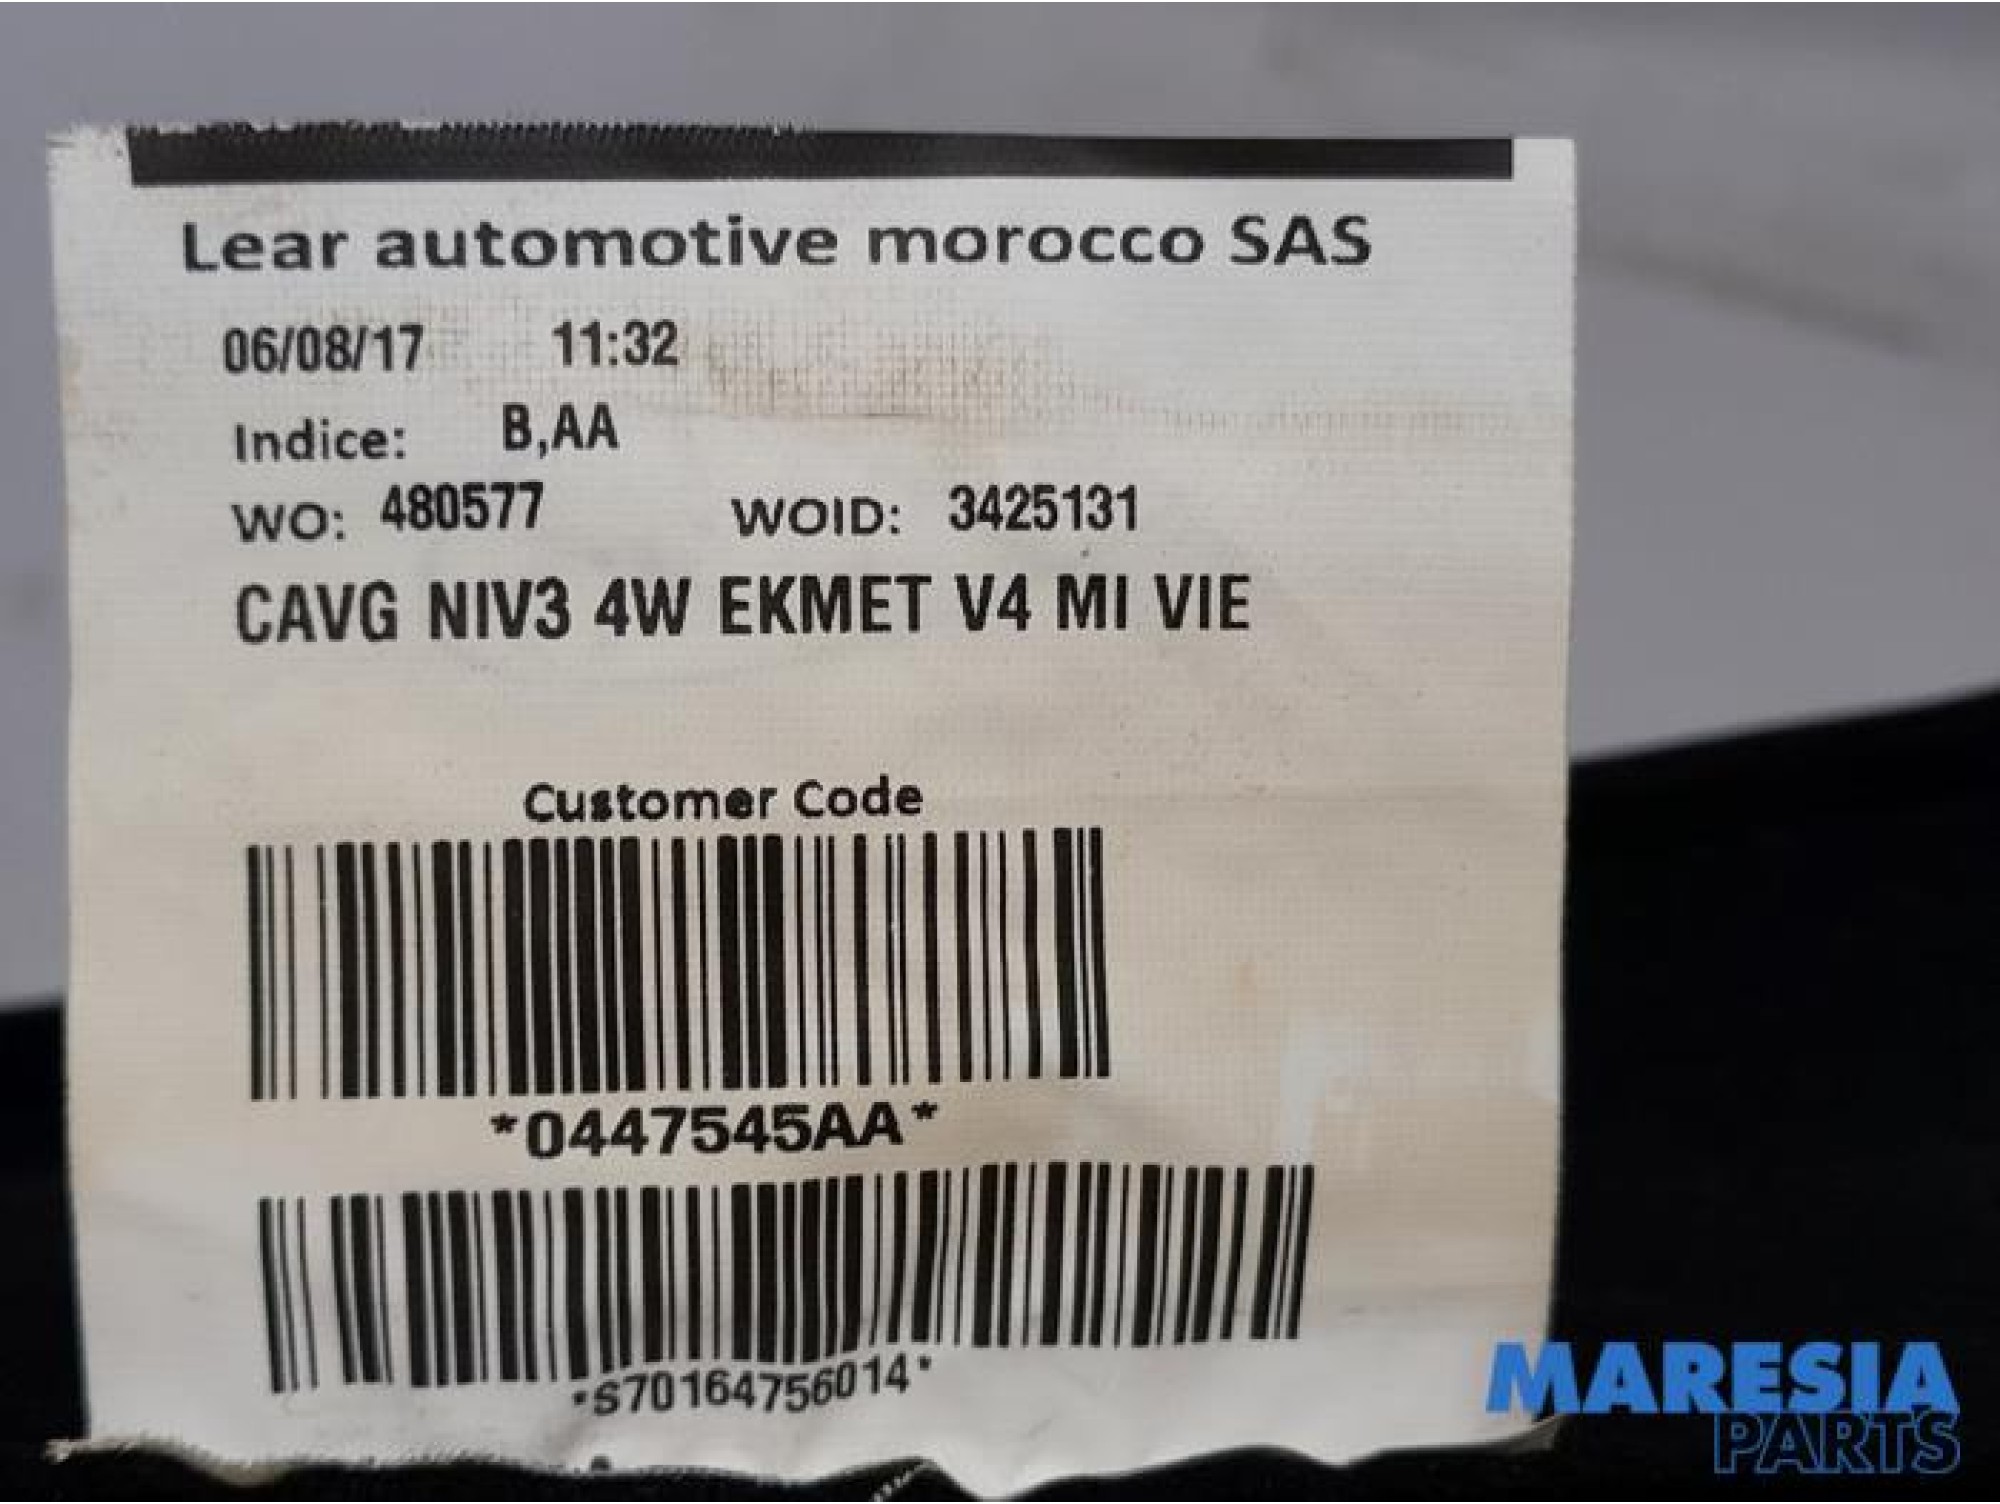 Lear automotive morocco SAS
06/08/17 11:32
Indice: B,AA
WO: 480577 WOID: 3425131
CAVG NIV3 4W EKMET V4 MI VIE
Customer Code
*0447545AA*
*S70164756014*
MARESIA
PARTS